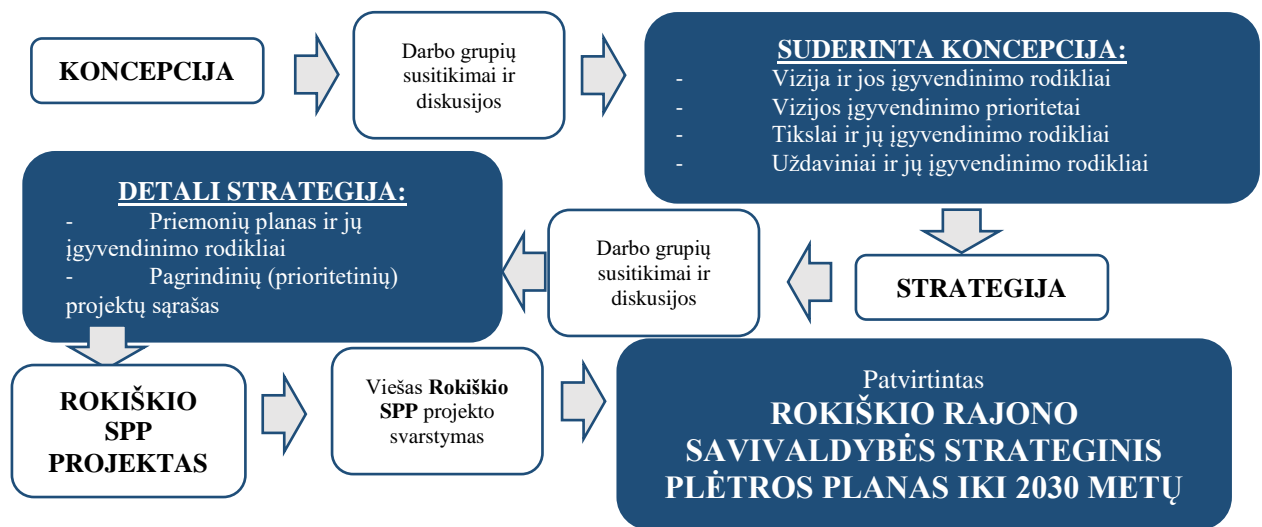 KONCEPCIJA
Darbo grupių
susitikimai ir
diskusijos
SUDERINTA KONCEPCIJA:
- Vizija ir jos įgyvendinimo rodikliai
- Vizijos įgyvendinimo prioritetai
- Tikslai ir jų įgyvendinimo rodikliai
- Uždaviniai ir jų įgyvendinimo rodikliai
STRATEGIJA
Darbo grupių
susitikimai ir
diskusijos
DETALI STRATEGIJA:
- Priemonių planas ir jų
įgyvendinimo rodikliai
- Pagrindinių (prioritetinių)
projektų sąrašas
ROKIŠKIO
SPP
PROJEKTAS
Viešas Rokiškio
SPP projekto
svarstymas
Patvirtintas
ROKIŠKIO RAJONO
SAVIVALDYBĖS STRATEGINIS
PLĖTROS PLANAS IKI 2030 METŲ